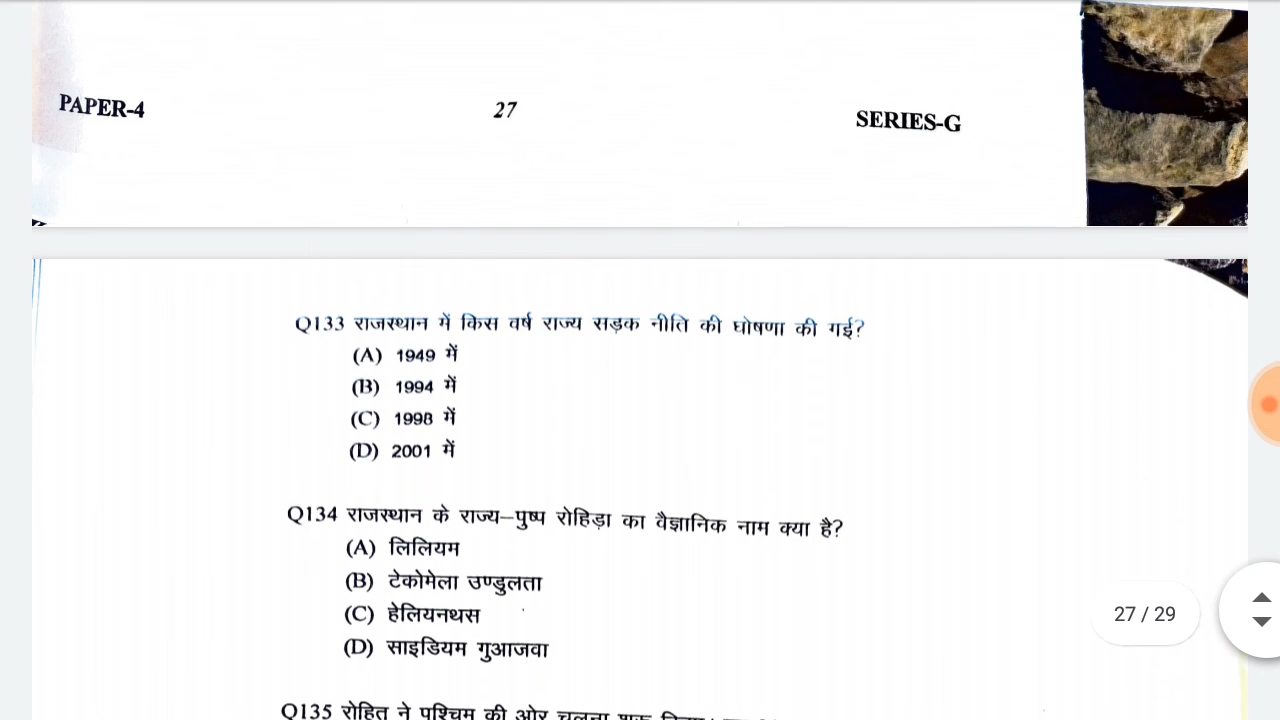 PAPER-4
27
SERIES-G
Q133 राजस्थान में किस वर्ष राज्य सड़क नीति की घोषणा की गई?
(A) 1949 में
(B) 1994 में
(C) 1998 में
(D) 2001 में
Q134 राजस्थान के राज्य–पुष्प रोहिड़ा का वैज्ञानिक नाम क्या है?
(A) लिलियम
(B) टेकोमेला उण्डुलता
(C) हेलियनथस
(D) साइडियम गुआजवा
27 / 29
Q135 रोहित ने पश्चिम की ओर चलना